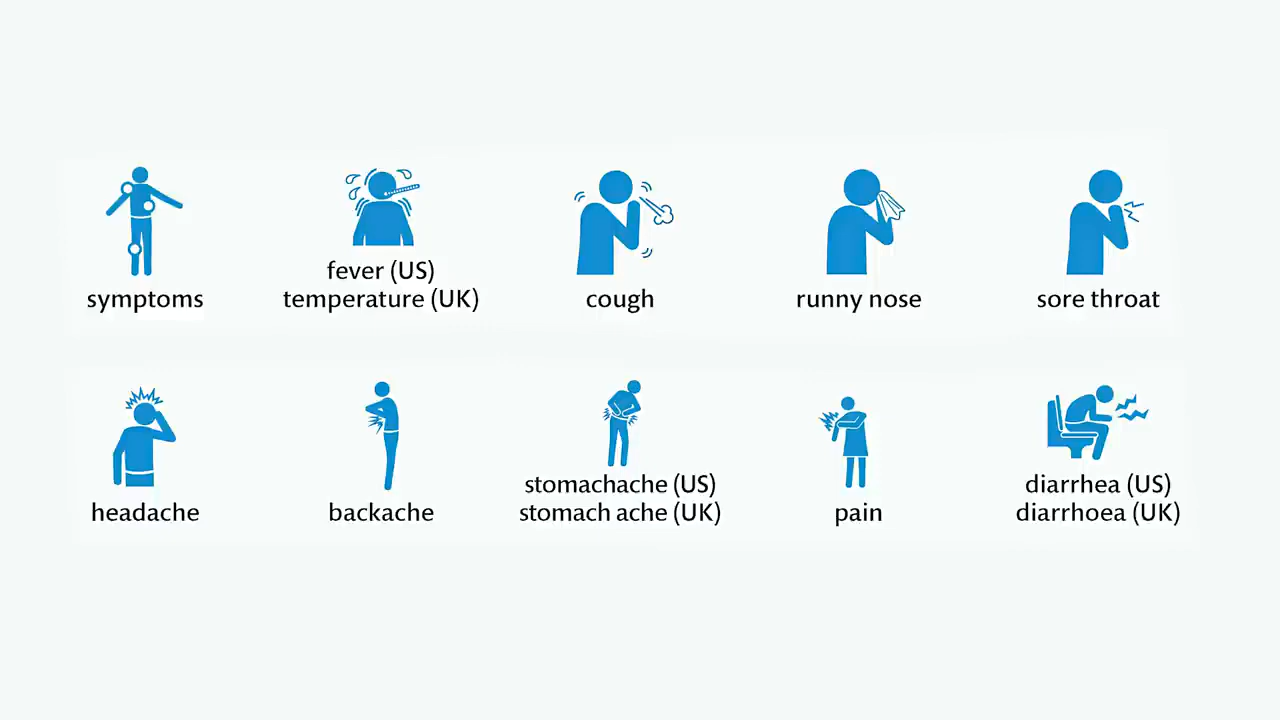 symptoms
fever (US)
temperature (UK)
cough
runny nose
sore throat
headache
backache
stomachache (US)
stomach ache (UK)
pain
diarrhea (US)
diarrhoea (UK)